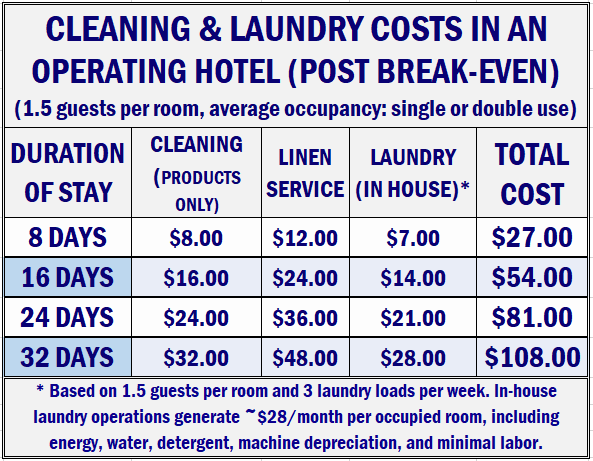 CLEANING & LAUNDRY COSTS IN AN
OPERATING HOTEL (POST BREAK-EVEN)
(1.5 guests per room, average occupancy: single or double use)
DURATION
OF STAY
CLEANING
(PRODUCTS
ONLY)
LINEN
SERVICE
LAUNDRY
(IN HOUSE)*
TOTAL
COST
8 DAYS $8.00 $12.00 $7.00 $27.00
16 DAYS $16.00 $24.00 $14.00 $54.00
24 DAYS $24.00 $36.00 $21.00 $81.00
32 DAYS $32.00 $48.00 $28.00 $108.00
* Based on 1.5 guests per room and 3 laundry loads per week. In-house
laundry operations generate ~$28/month per occupied room, including
energy, water, detergent, machine depreciation, and minimal labor.